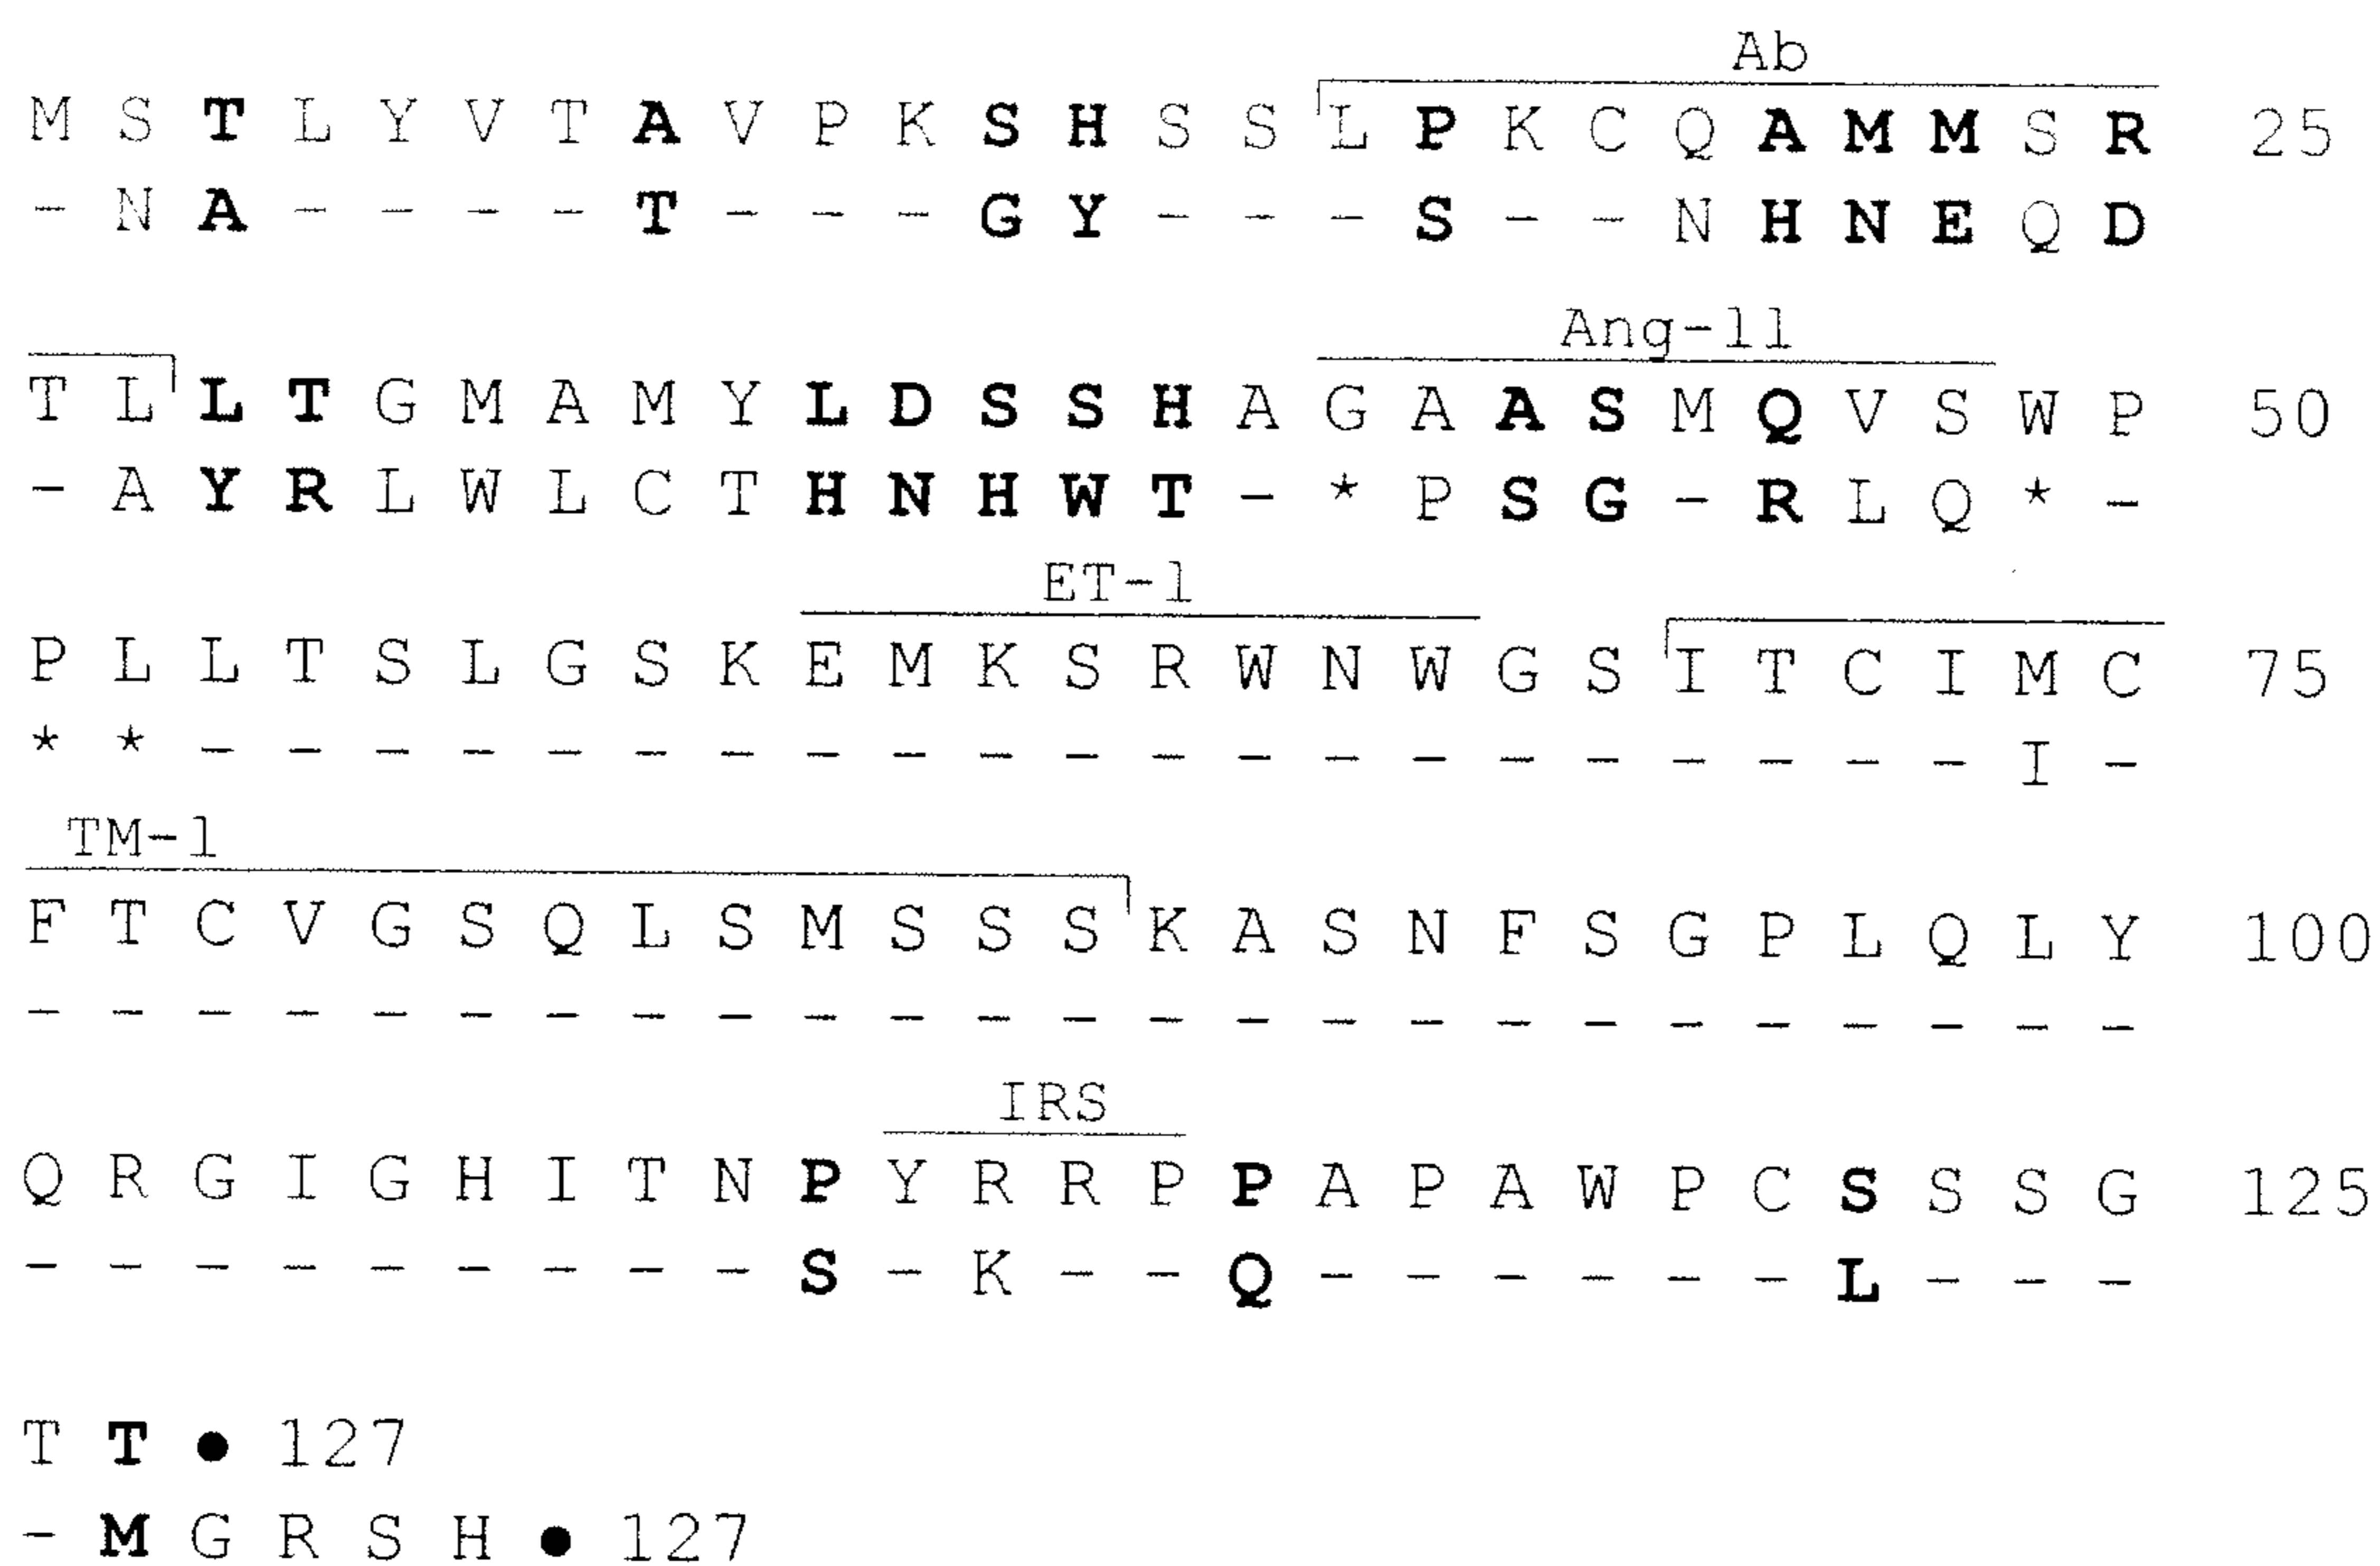 Ab
M S T L Y V T A V P K S H S S L P K C Q A M M S R 25
- N A - - - - T - - - G Y - - - S - - N H N E Q D
Ang-11
T L L T G M A M Y L D S S H A G A A S M Q V S W P 50
- A Y R L W L C T H N H W T - * P S G - R L Q * -
ET-1
P L L T S L G S K E M K S R W N W G S I T C I M C 75
* * - - - - - - - - - - - - - - - - - - - - - I -
TM-1
F T C V G S Q L S M S S S K A S N F S G P L Q L Y 100
- - - - - - - - - - - - - - - - - - - - - - - - -
IRS
Q R G I G H I T N P Y R R P P A P A W P C S S S G 125
- - - - - - - - - S - K - - Q - - - - - - L - - -
T T ● 127
- M G R S H ● 127